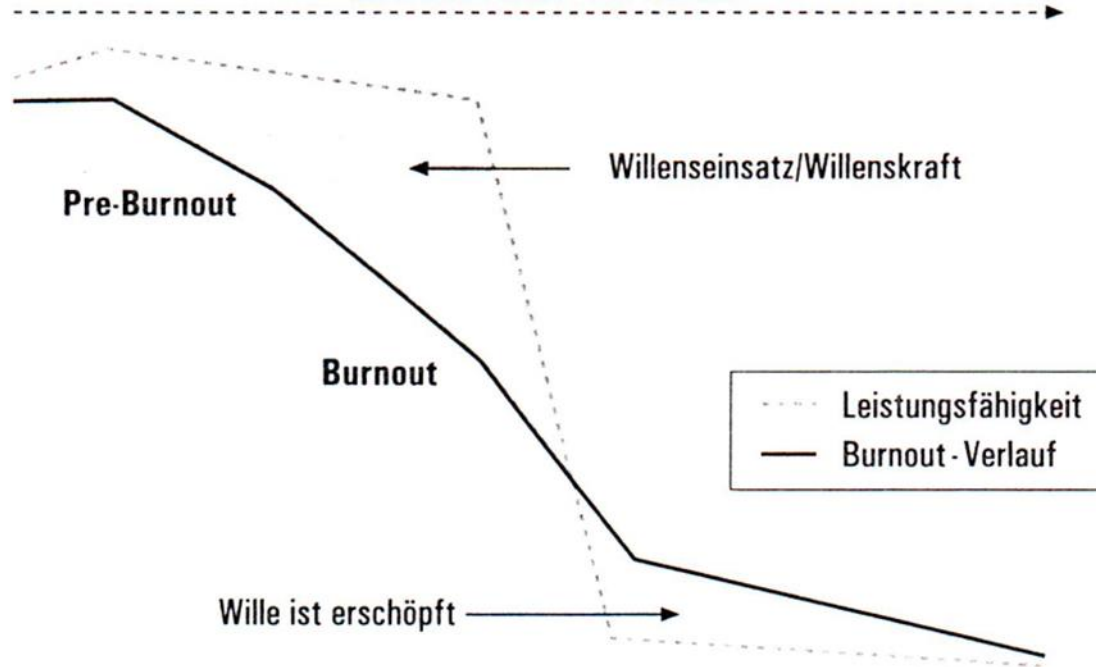 Willenseinsatz/Willenskraft
Pre-Burnout
Burnout
Leistungsfähigkeit
Burnout - Verlauf
Wille ist erschöpft